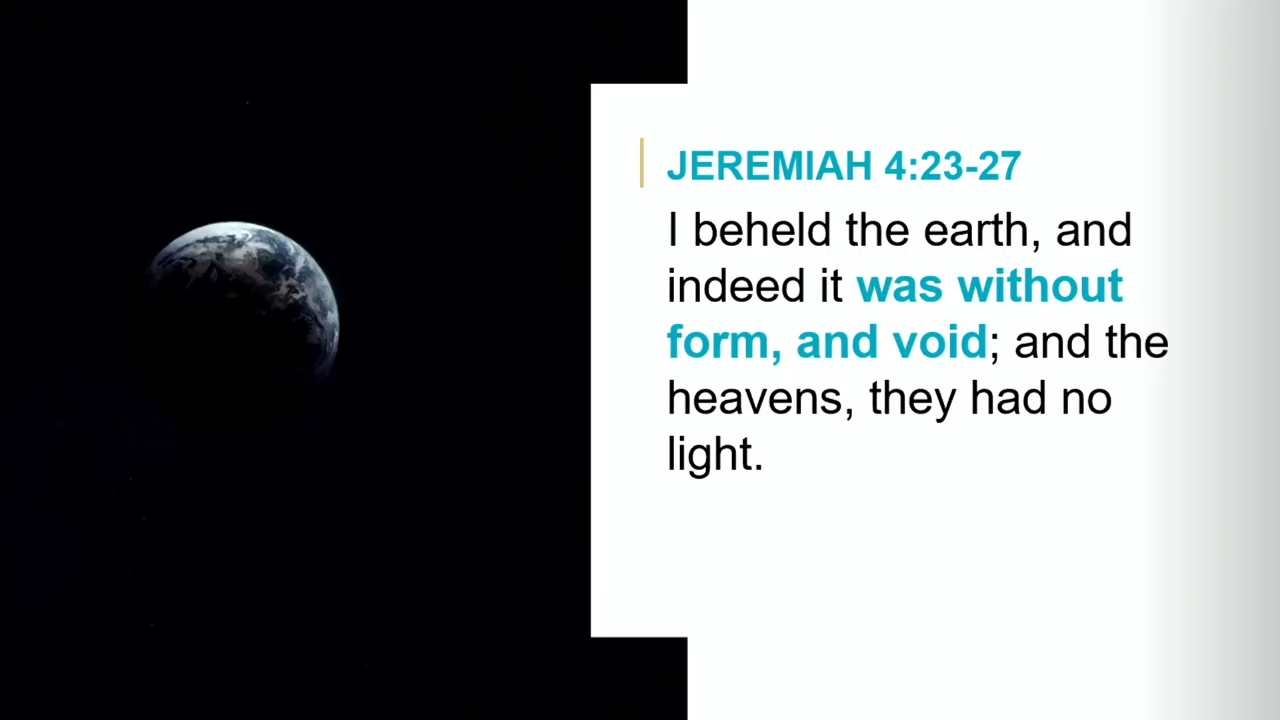 JEREMIAH 4:23-27
I beheld the earth, and
indeed it was without
form, and void; and the
heavens, they had no
light.